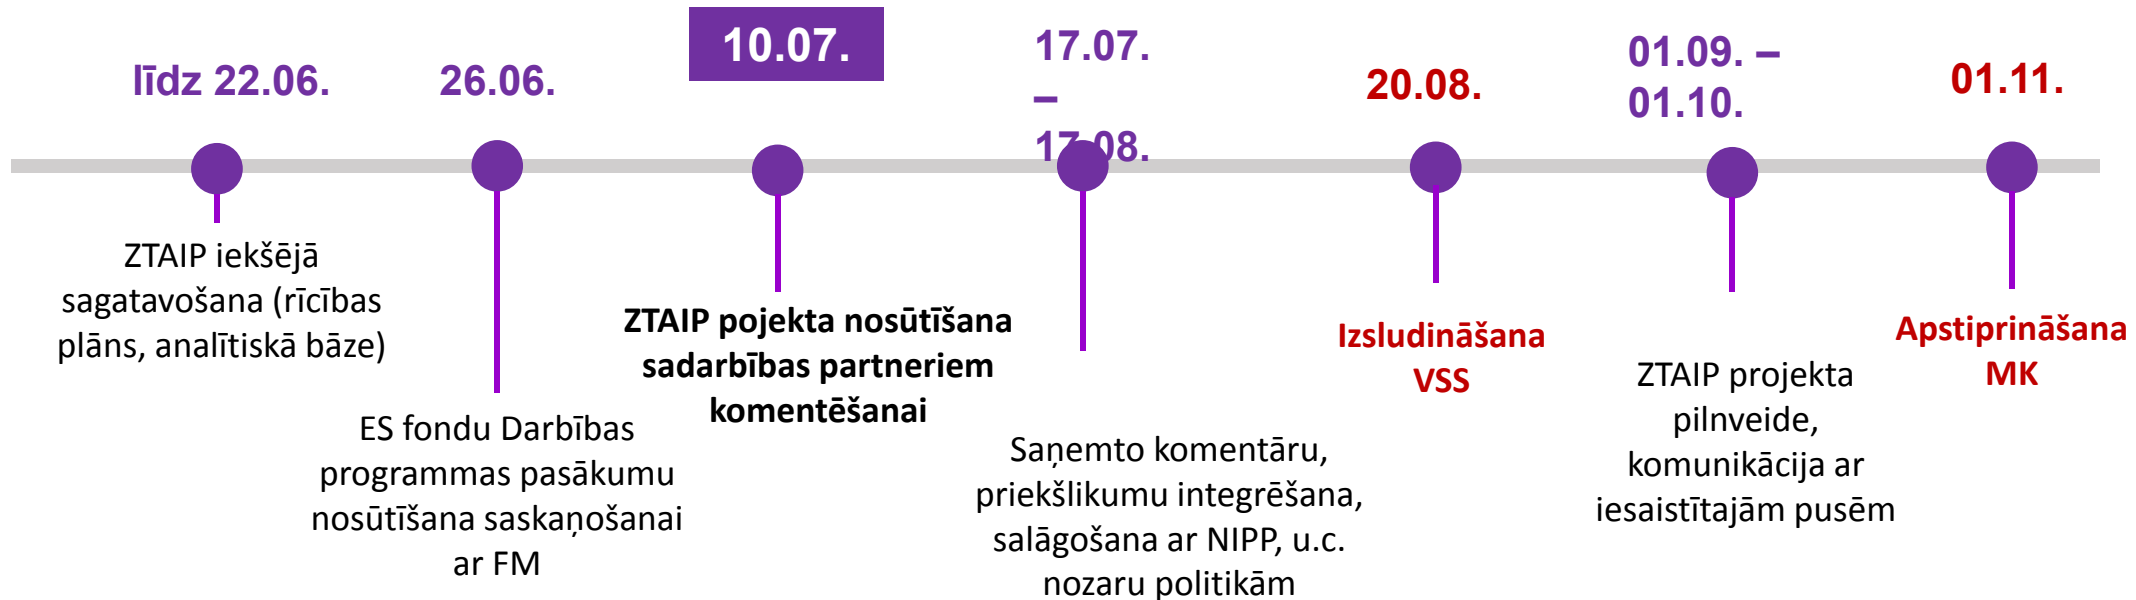 līdz 22.06.
ZTAIP iekšējā
sagatavošana (rīcības
plāns, analītiskā bāze)
26.06.
ES fondu Darbības
programmas pasākumu
nosūtīšana saskaņošanai
ar FM
10.07.
ZTAIP pojekta nosūtīšana
sadarbības partneriem
komentēšanai
17.07.
–
17.08.
Saņemto komentāru,
priekšlikumu integrēšana,
salāgošana ar NIPP, u.c.
nozaru politikām
20.08.
Izsludināšana
VSS
01.09. –
01.10.
ZTAIP projekta
pilnveide,
komunikācija ar
iesaistītajām pusēm
01.11.
Apstiprināšana
MK